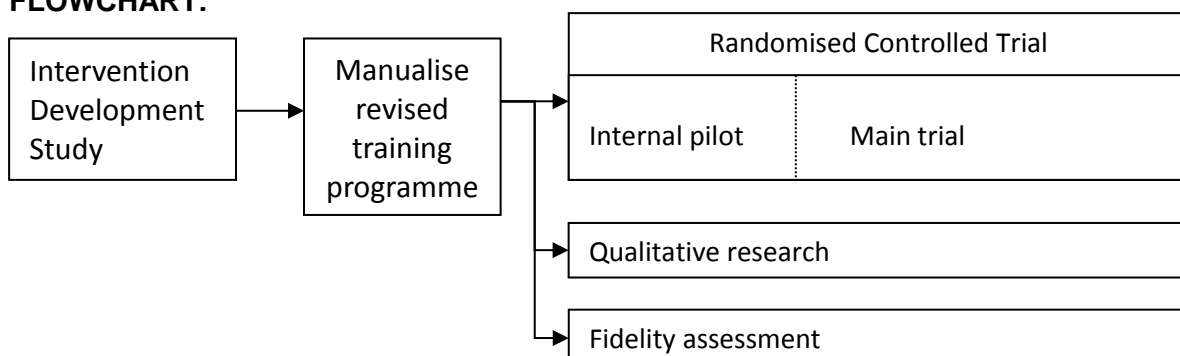 FLOWCHART:
Intervention
Development
Study
Manualise
revised
training
programme
Randomised Controlled Trial
Internal pilot
Main trial
Qualitative research
Fidelity assessment